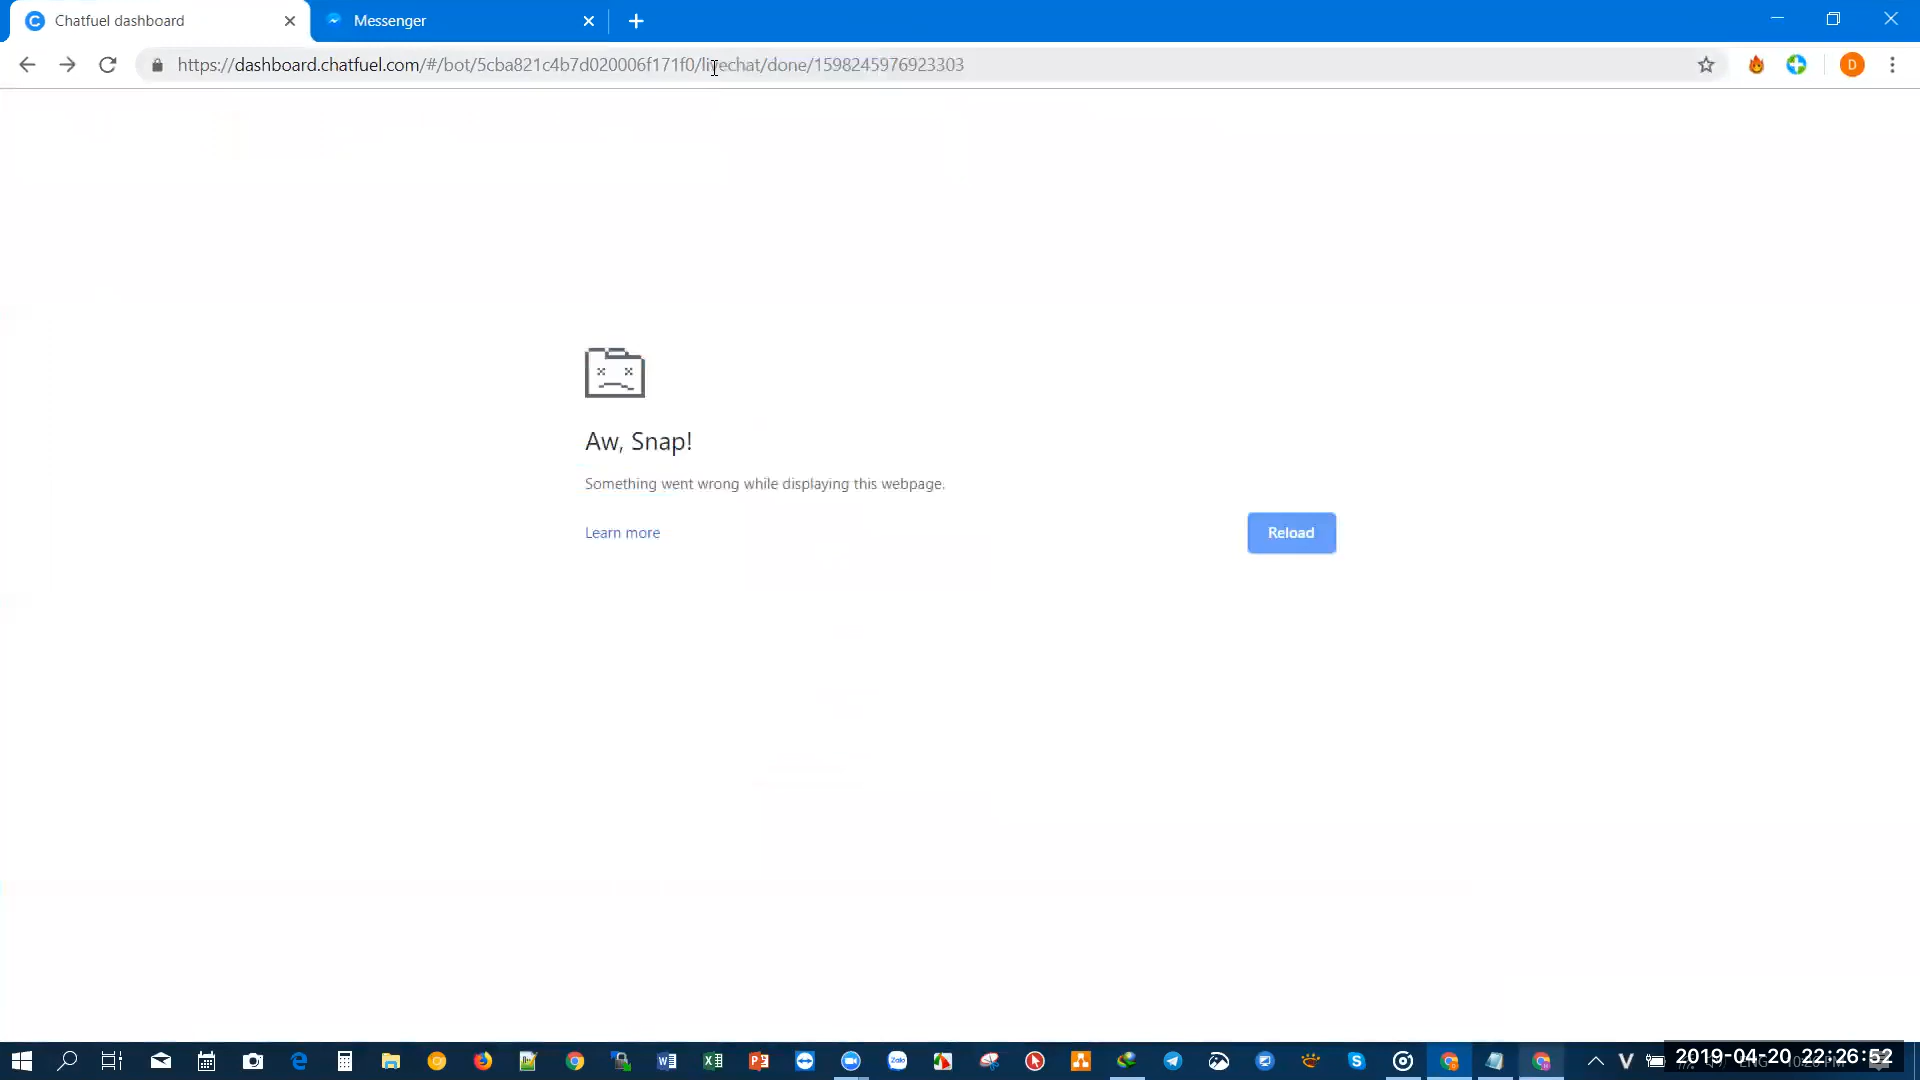 Chatfuel dashboard
Messenger
https://dashboard.chatfuel.com/#/bot/5cba821c4b7d020006f171f0/livechat/done/1598245976923303
D
Aw, Snap!
Something went wrong while displaying this webpage.
Learn more
Reload
Zalo
V
2019-04-20 22:26:52